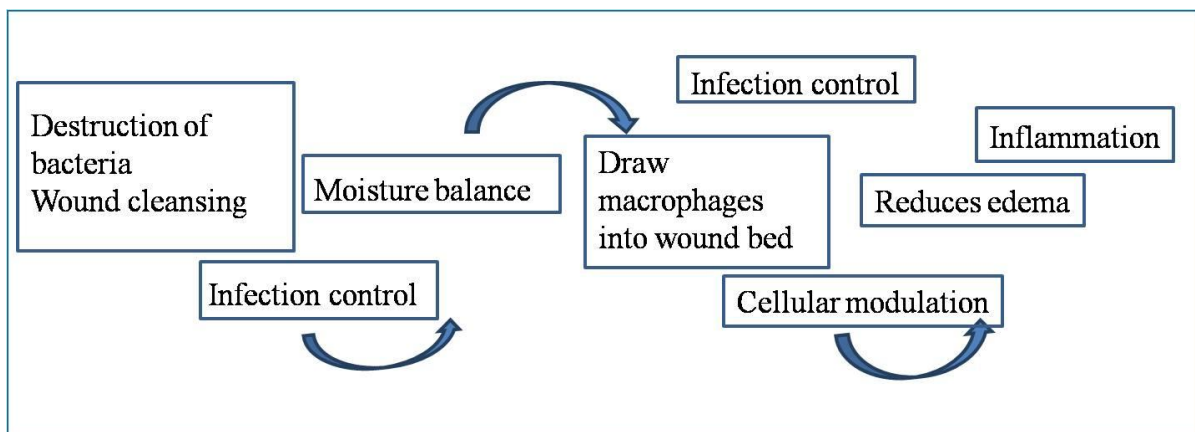 Destruction of
bacteria
Wound cleansing
Infection control
Moisture balance
Draw
macrophages
into wound bed
Infection control
Inflammation
Reduces edema
Cellular modulation